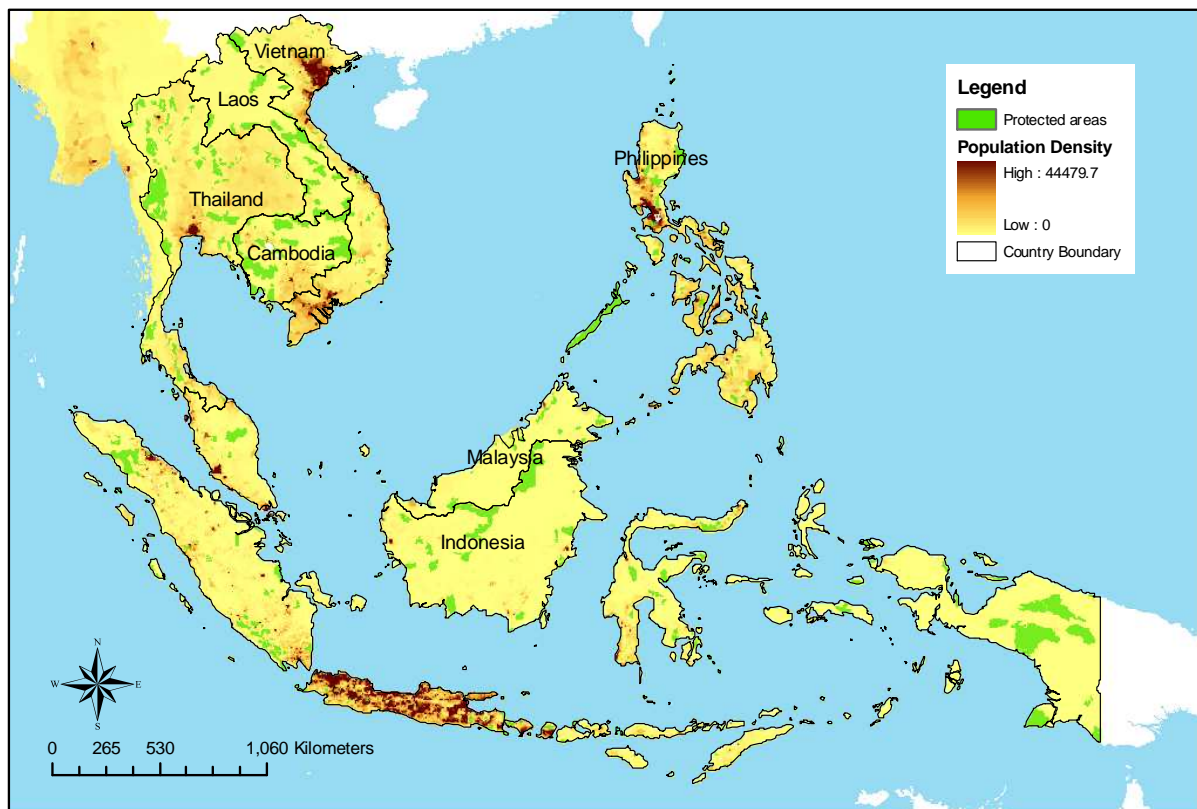 Vietnam
Laos
Thailand
Cambodia
Philippines
Malaysia
Indonesia
Legend
Protected areas
Population Density
High : 44479.7
Low : 0
Country Boundary
N
W
E
S
0 265 530 1,060 Kilometers